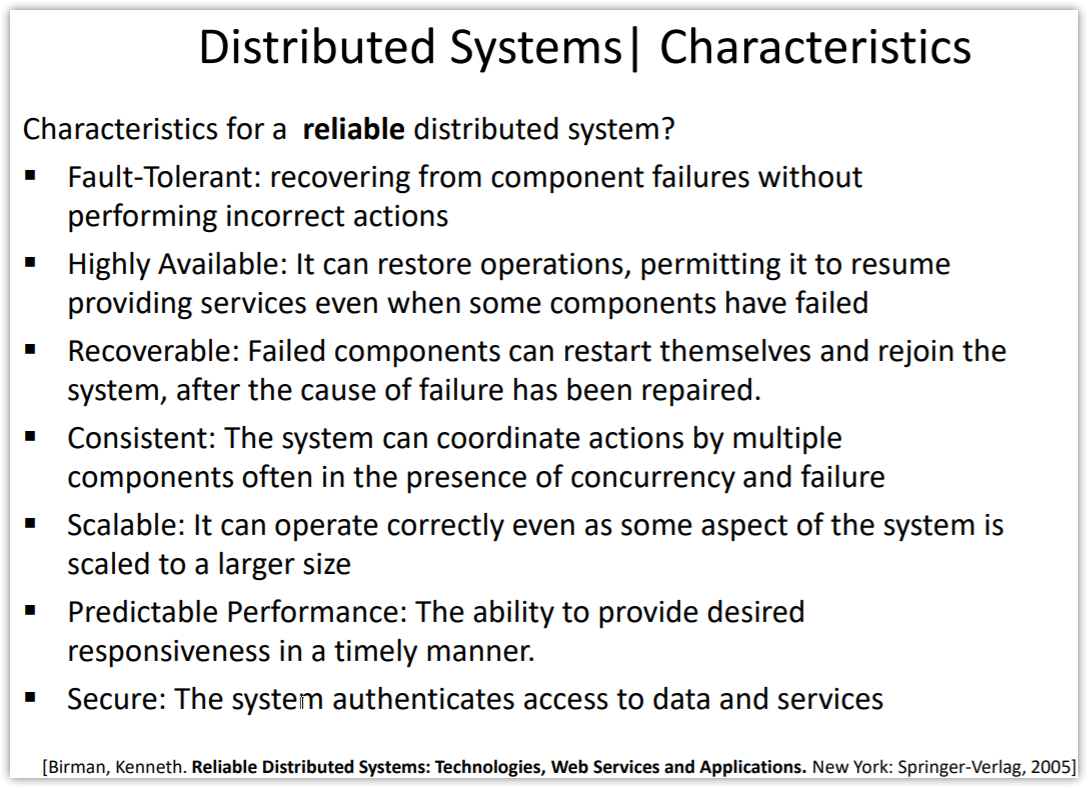 Distributed Systems| Characteristics
Characteristics for a reliable distributed system?
▪ Fault-Tolerant: recovering from component failures without
performing incorrect actions
▪ Highly Available: It can restore operations, permitting it to resume
providing services even when some components have failed
▪ Recoverable: Failed components can restart themselves and rejoin the
system, after the cause of failure has been repaired.
▪ Consistent: The system can coordinate actions by multiple
components often in the presence of concurrency and failure
▪ Scalable: It can operate correctly even as some aspect of the system is
scaled to a larger size
▪ Predictable Performance: The ability to provide desired
responsiveness in a timely manner.
▪ Secure: The system authenticates access to data and services
[Birman, Kenneth. Reliable Distributed Systems: Technologies, Web Services and Applications. New York: Springer-Verlag, 2005]